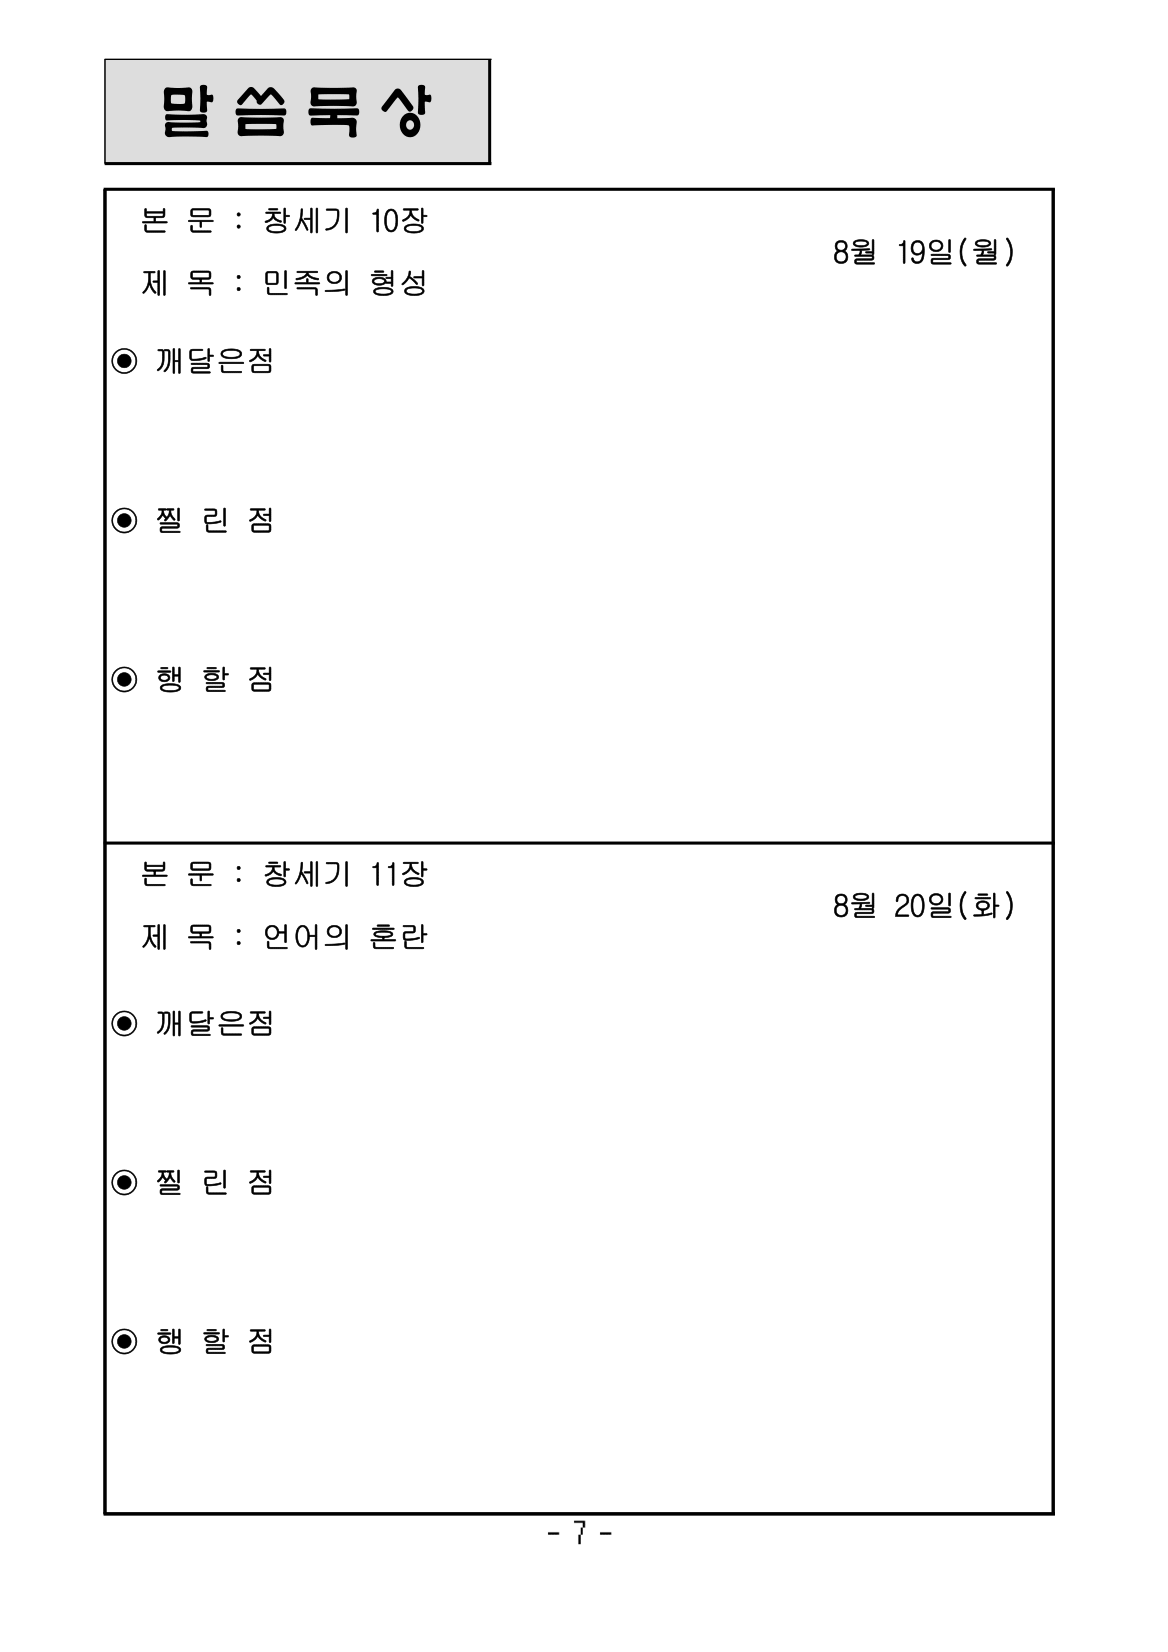 말씀묵상
본 문 : 창세기 10장
8월 19일(월)
제 목 : 민족의 형성
◉ 깨달은점
◉ 찔 린 점
◉ 행 할 점
본 문 : 창세기 11장
8월 20일(화)
제 목 : 언어의 혼란
◉ 깨달은점
◉ 찔 린 점
◉ 행 할 점
- 7 -